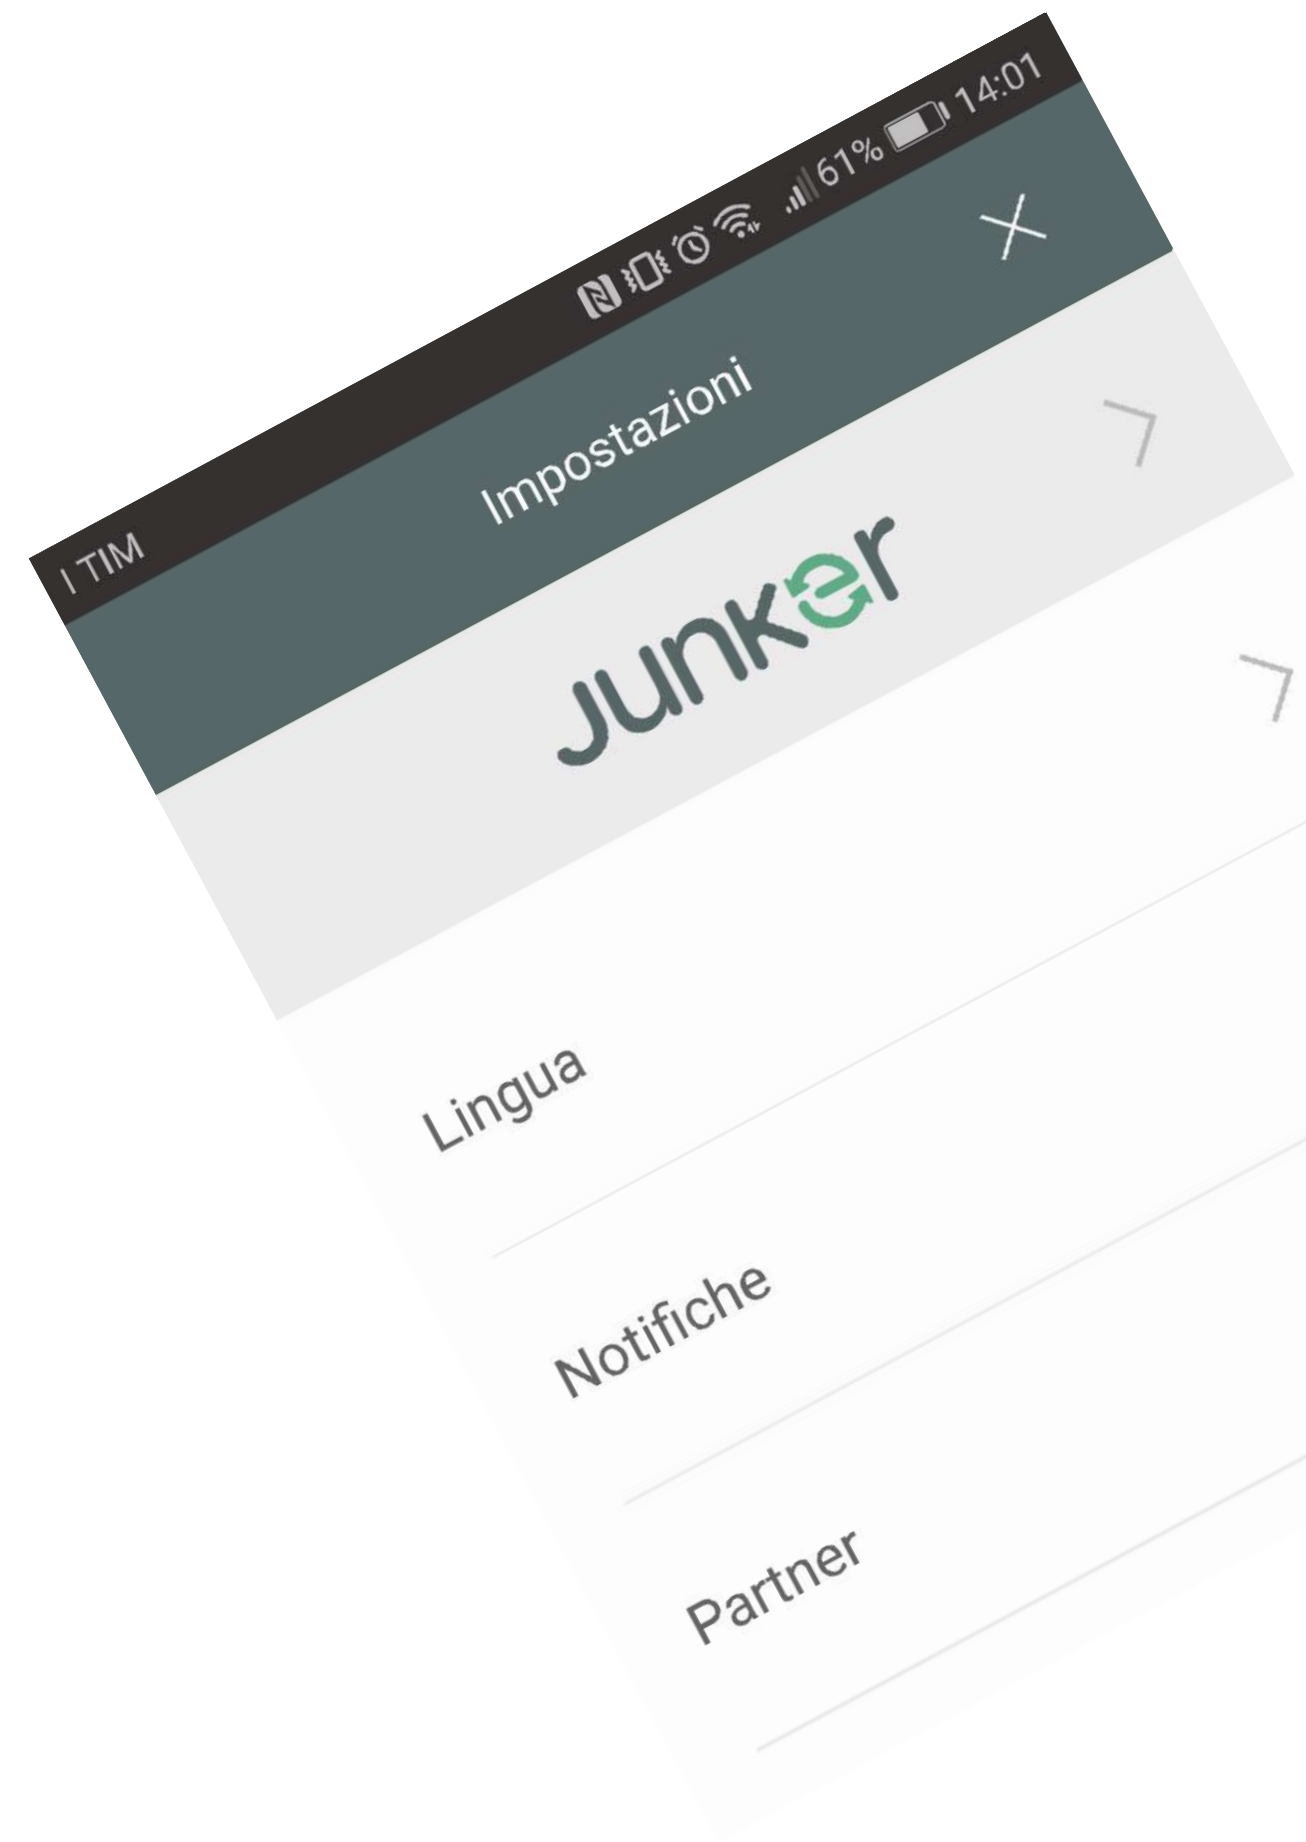 I TIM 61% 14:01
Impostazioni
Junker
Lingua
Notifiche
Partner